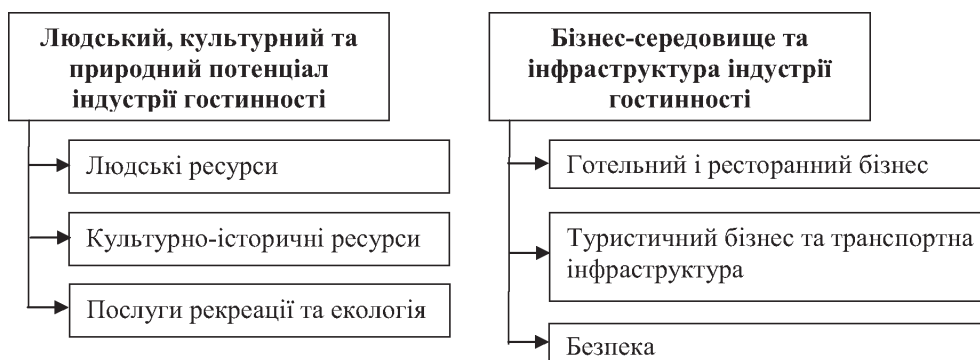 Людський, культурний та
природний потенціал
індустрії гостинності
Людські ресурси
Культурно-історичні ресурси
Послуги рекреації та екологія
Бізнес-середовище та
інфраструктура індустрії
гостинності
Готельний і ресторанний бізнес
Туристичний бізнес та транспортна
інфраструктура
Безпека